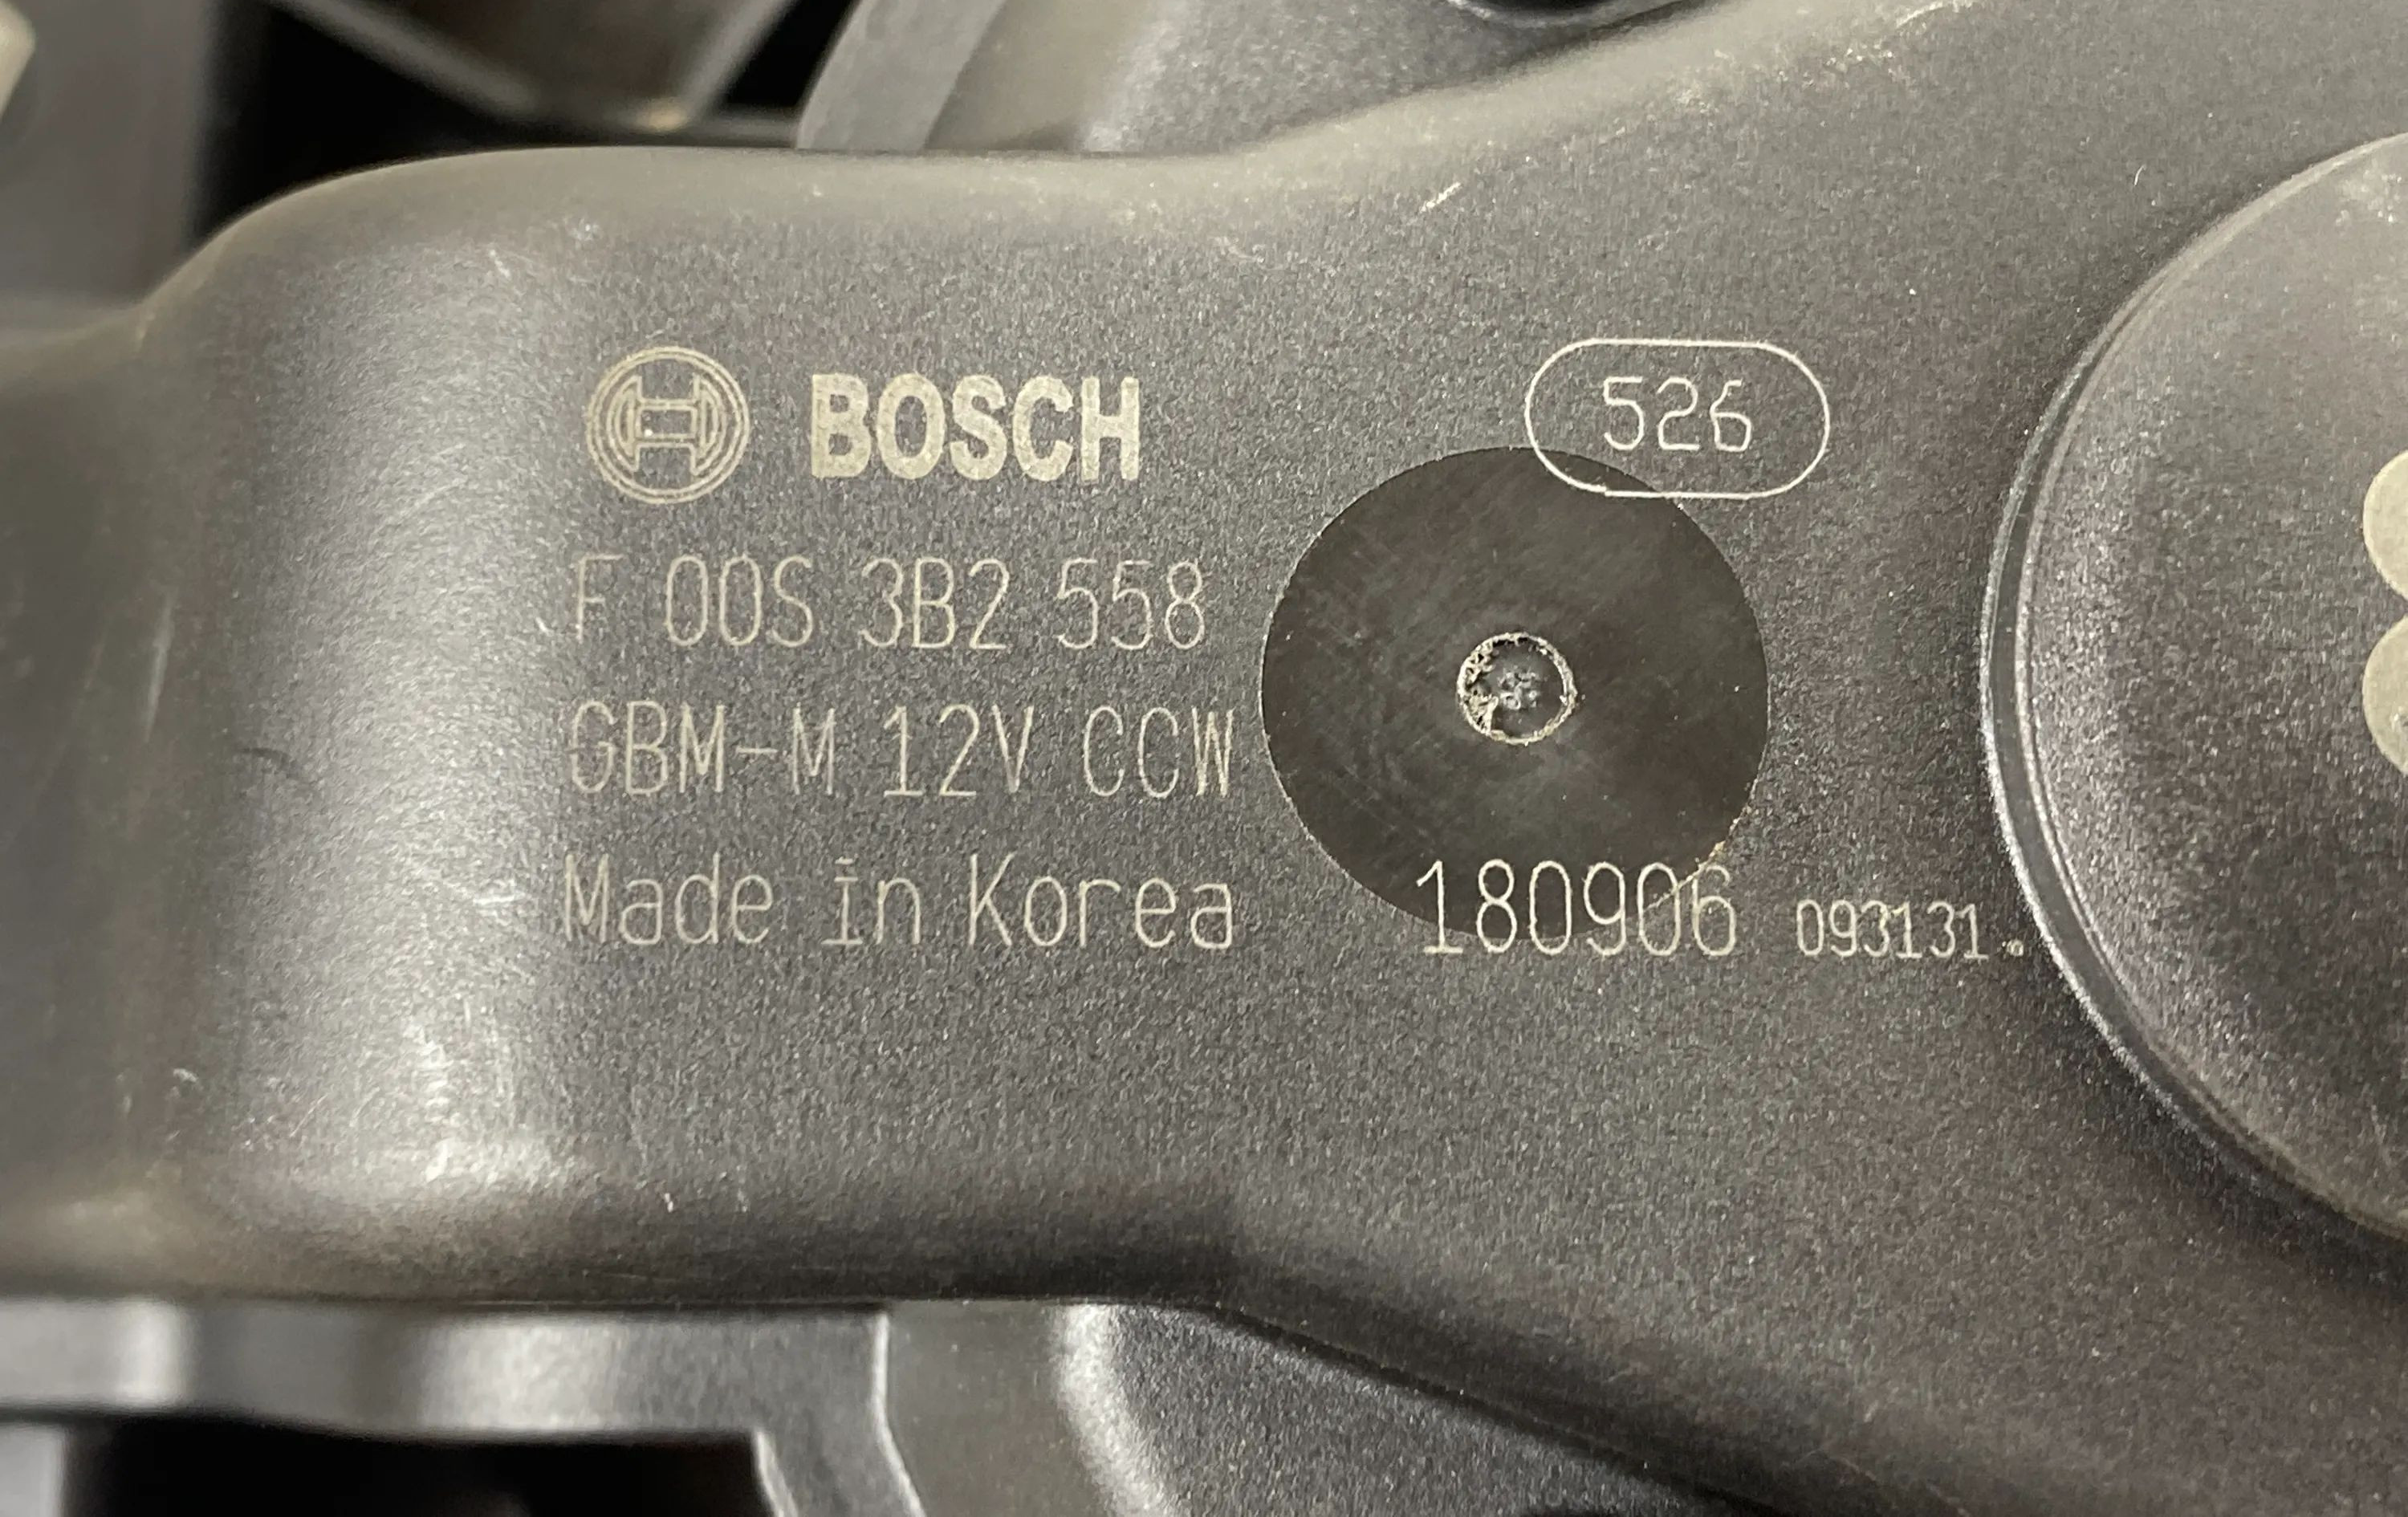 BOSCH
526
F 00S 3B2 558
GBM-M 12V CCW
Made in Korea
180906 093131.